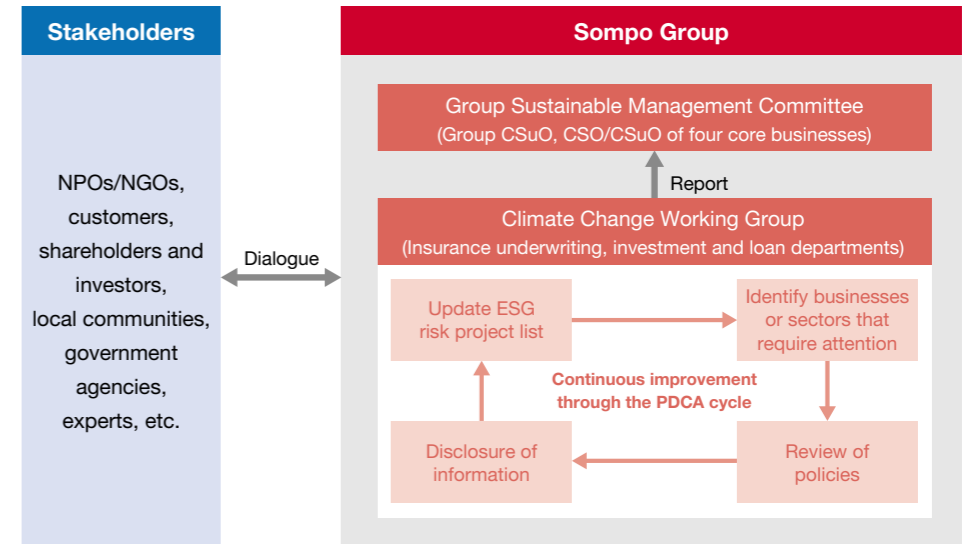 Stakeholders
NPOs/NGOs,
customers,
shareholders and
investors,
local communities,
government
agencies,
experts, etc.
Dialogue
Sompo Group
Group Sustainable Management Committee
(Group CSuO, CSO/CSuO of four core businesses)
Report
Climate Change Working Group
(Insurance underwriting, investment and loan departments)
Update ESG
risk project list
Identify businesses
or sectors that
require attention
Continuous improvement
through the PDCA cycle
Disclosure of
information
Review of
policies